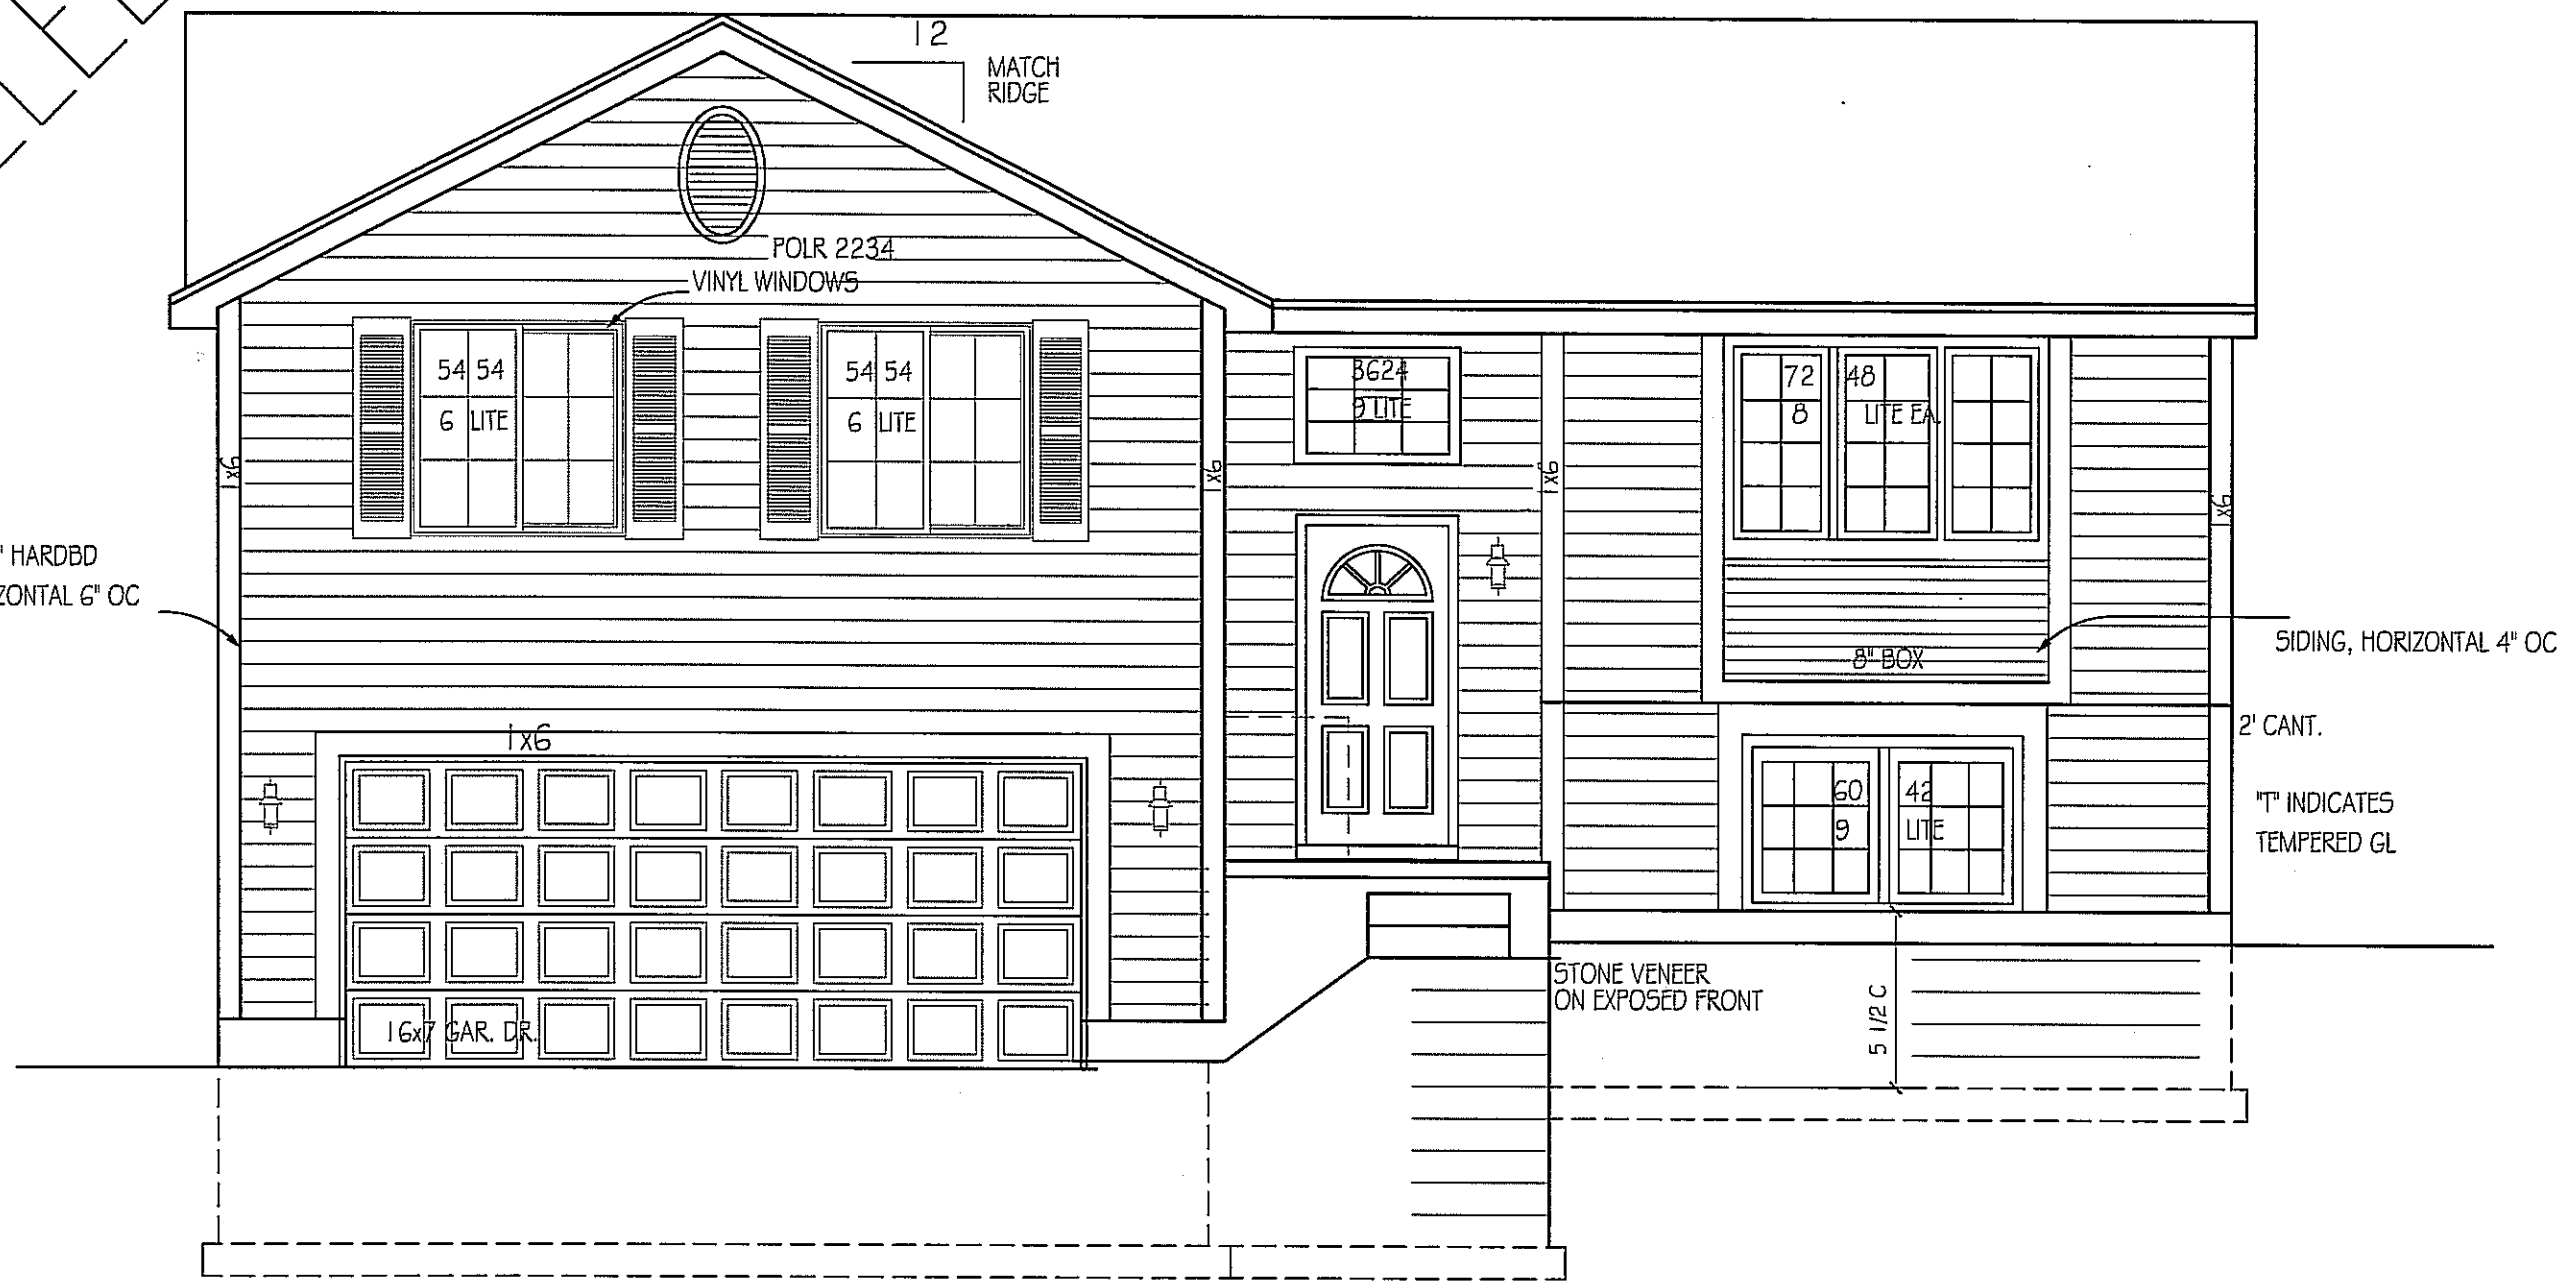 12
MATCH
RIDGE
POLR 2234
VINYL WINDOWS
54 54
6 LITE
54 54
6 LITE
3624
9 LITE
72 48
8 LITE EA.
1x6
1x6
1x6
1x6
" HARDBD
ZONTAL 6" OC
SIDING, HORIZONTAL 4" OC
8" BOX
2' CANT.
1x6
60 42
9 LITE
"T" INDICATES
TEMPERED GL
STONE VENEER
ON EXPOSED FRONT
5 1/2 C
16x7 GAR. DR.